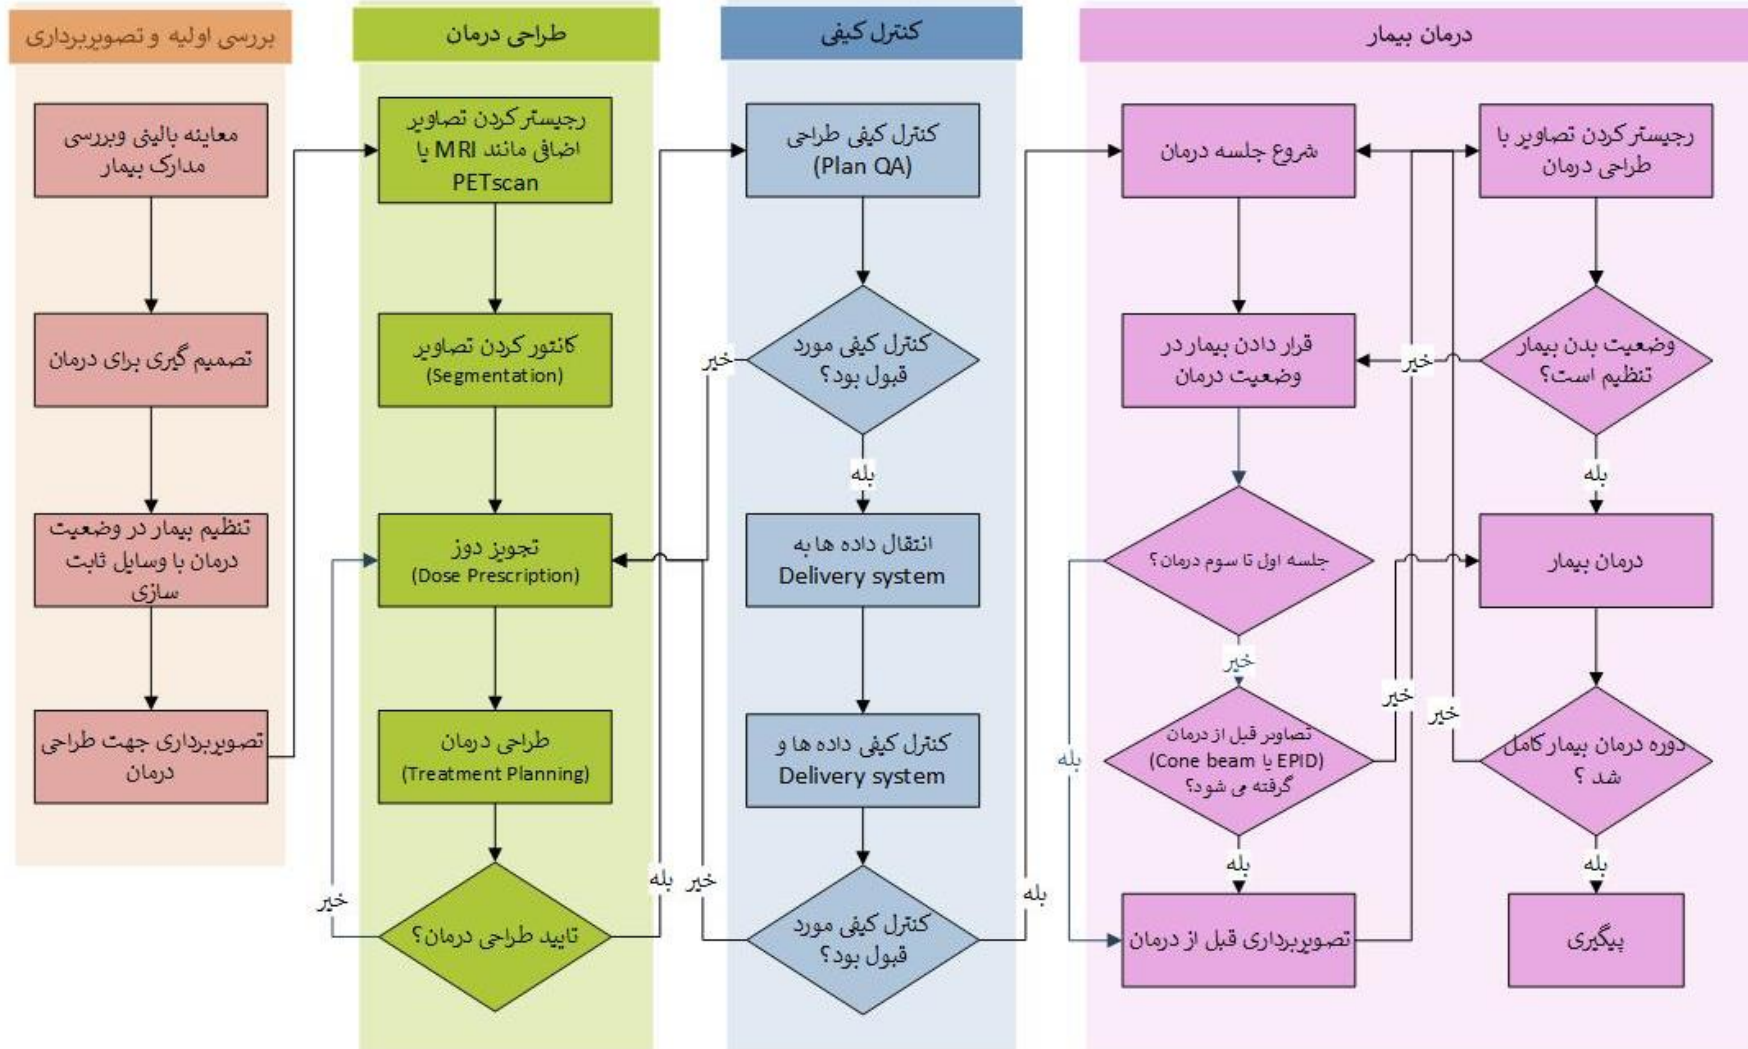 بررسی اولیه و تصویربرداری
معاینه بالینی وبررسی
مدارک بیمار
تصمیم گیری برای درمان
تنظیم بیمار در وضعیت
درمان با وسایل ثابت
سازی
تصویربرداری جهت طراحی
درمان
طراحی درمان
رجیستر کردن تصاویر
اضافی مانند MRI یا
PETscan
کانتور کردن تصاویر
(Segmentation)
تجویز دوز
(Dose Prescription)
طراحی درمان
(Treatment Planning)
تایید طراحی درمان؟
خیر
بله
کنترل کیفی
کنترل کیفی طراحی
(Plan QA)
کنترل کیفی مورد
قبول بود؟
خیر
بله
انتقال داده ها به
Delivery system
کنترل کیفی داده ها و
Delivery system
کنترل کیفی مورد
قبول بود؟
خیر
بله
درمان بیمار
شروع جلسه درمان
قرار دادن بیمار در
وضعیت درمان
جلسه اول تا سوم درمان؟
بله
خیر
تصاویر قبل از درمان
(Cone beam یا EPID)
گرفته می شود؟
خیر
بله
تصویربرداری قبل از درمان
رجیستر کردن تصاویر با
طراحی درمان
وضعیت بدن بیمار
تنظیم است؟
خیر
بله
درمان بیمار
دوره درمان بیمار کامل
شد ؟
خیر
بله
پیگیری